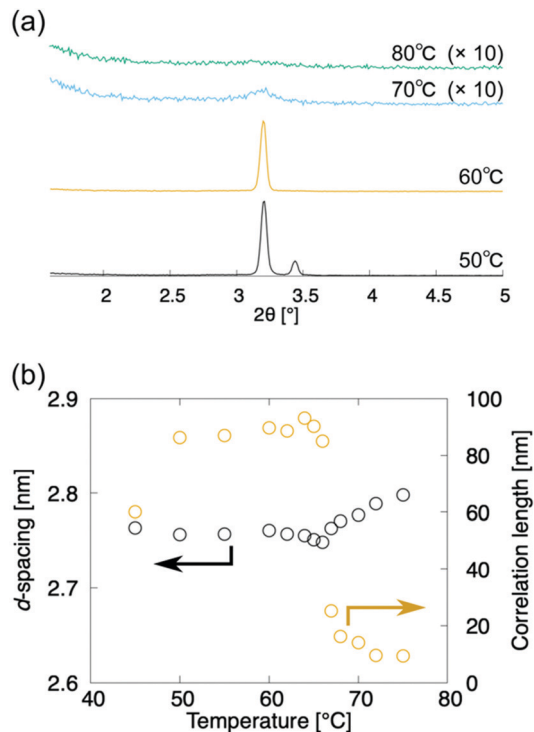 (a)
80°C (× 10)
70°C (× 10)
60°C
50°C
2 2.5 3 3.5 4 4.5 5
2θ [°]
(b)
2.9 100
80
2.8
60
2.7 40
20
2.6 0
d-spacing [nm]
Correlation length [nm]
40 50 60 70 80
Temperature [°C]